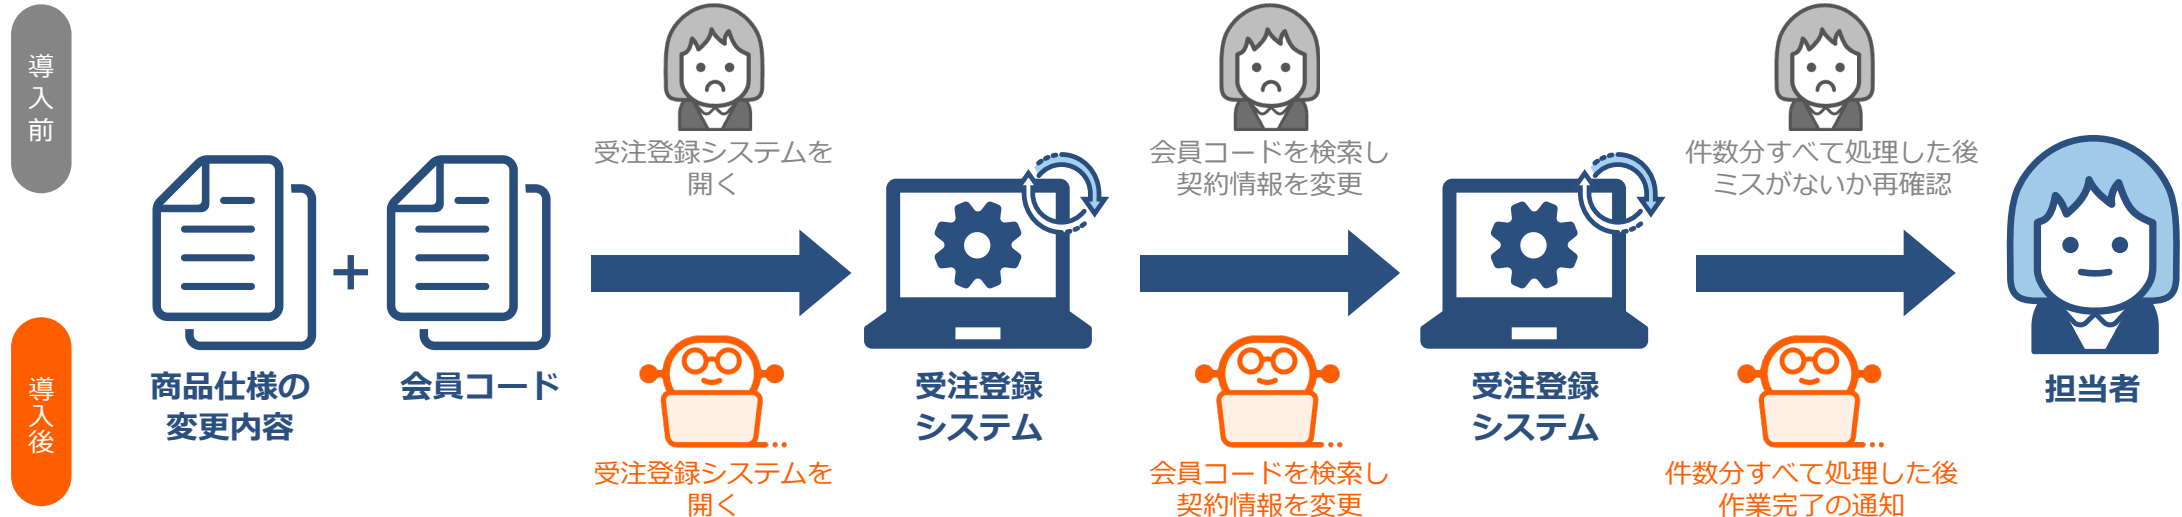 導入前
受注登録システムを
開く
会員コードを検索し
契約情報を変更
件数分すべて処理した後
ミスがないか再確認
+
商品仕様の
変更内容
会員コード
受注登録
システム
受注登録
システム
担当者
導入後
受注登録システムを
開く
会員コードを検索し
契約情報を変更
件数分すべて処理した後
作業完了の通知